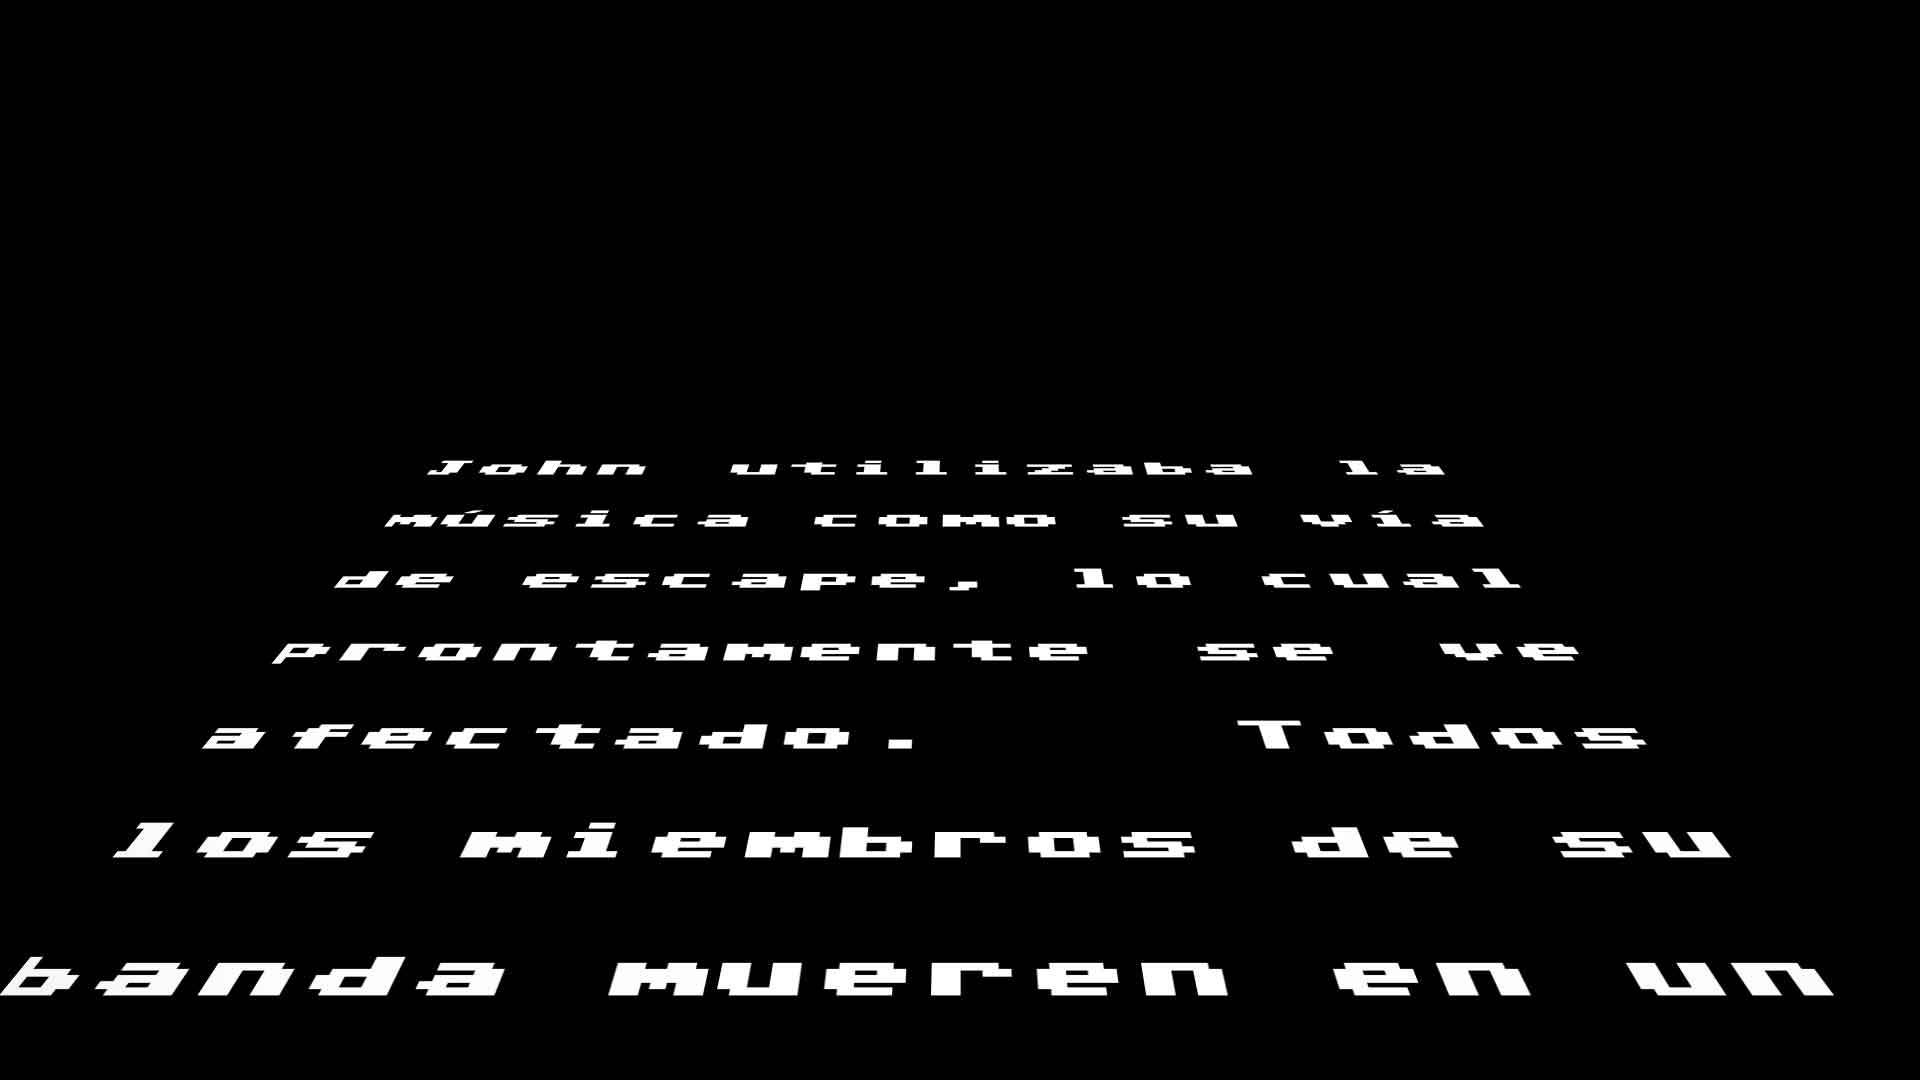 John utilizaba la
música como su vía
de escape, lo cual
prontamente se ve
afectado. Todos
los miembros de su
banda mueren en un